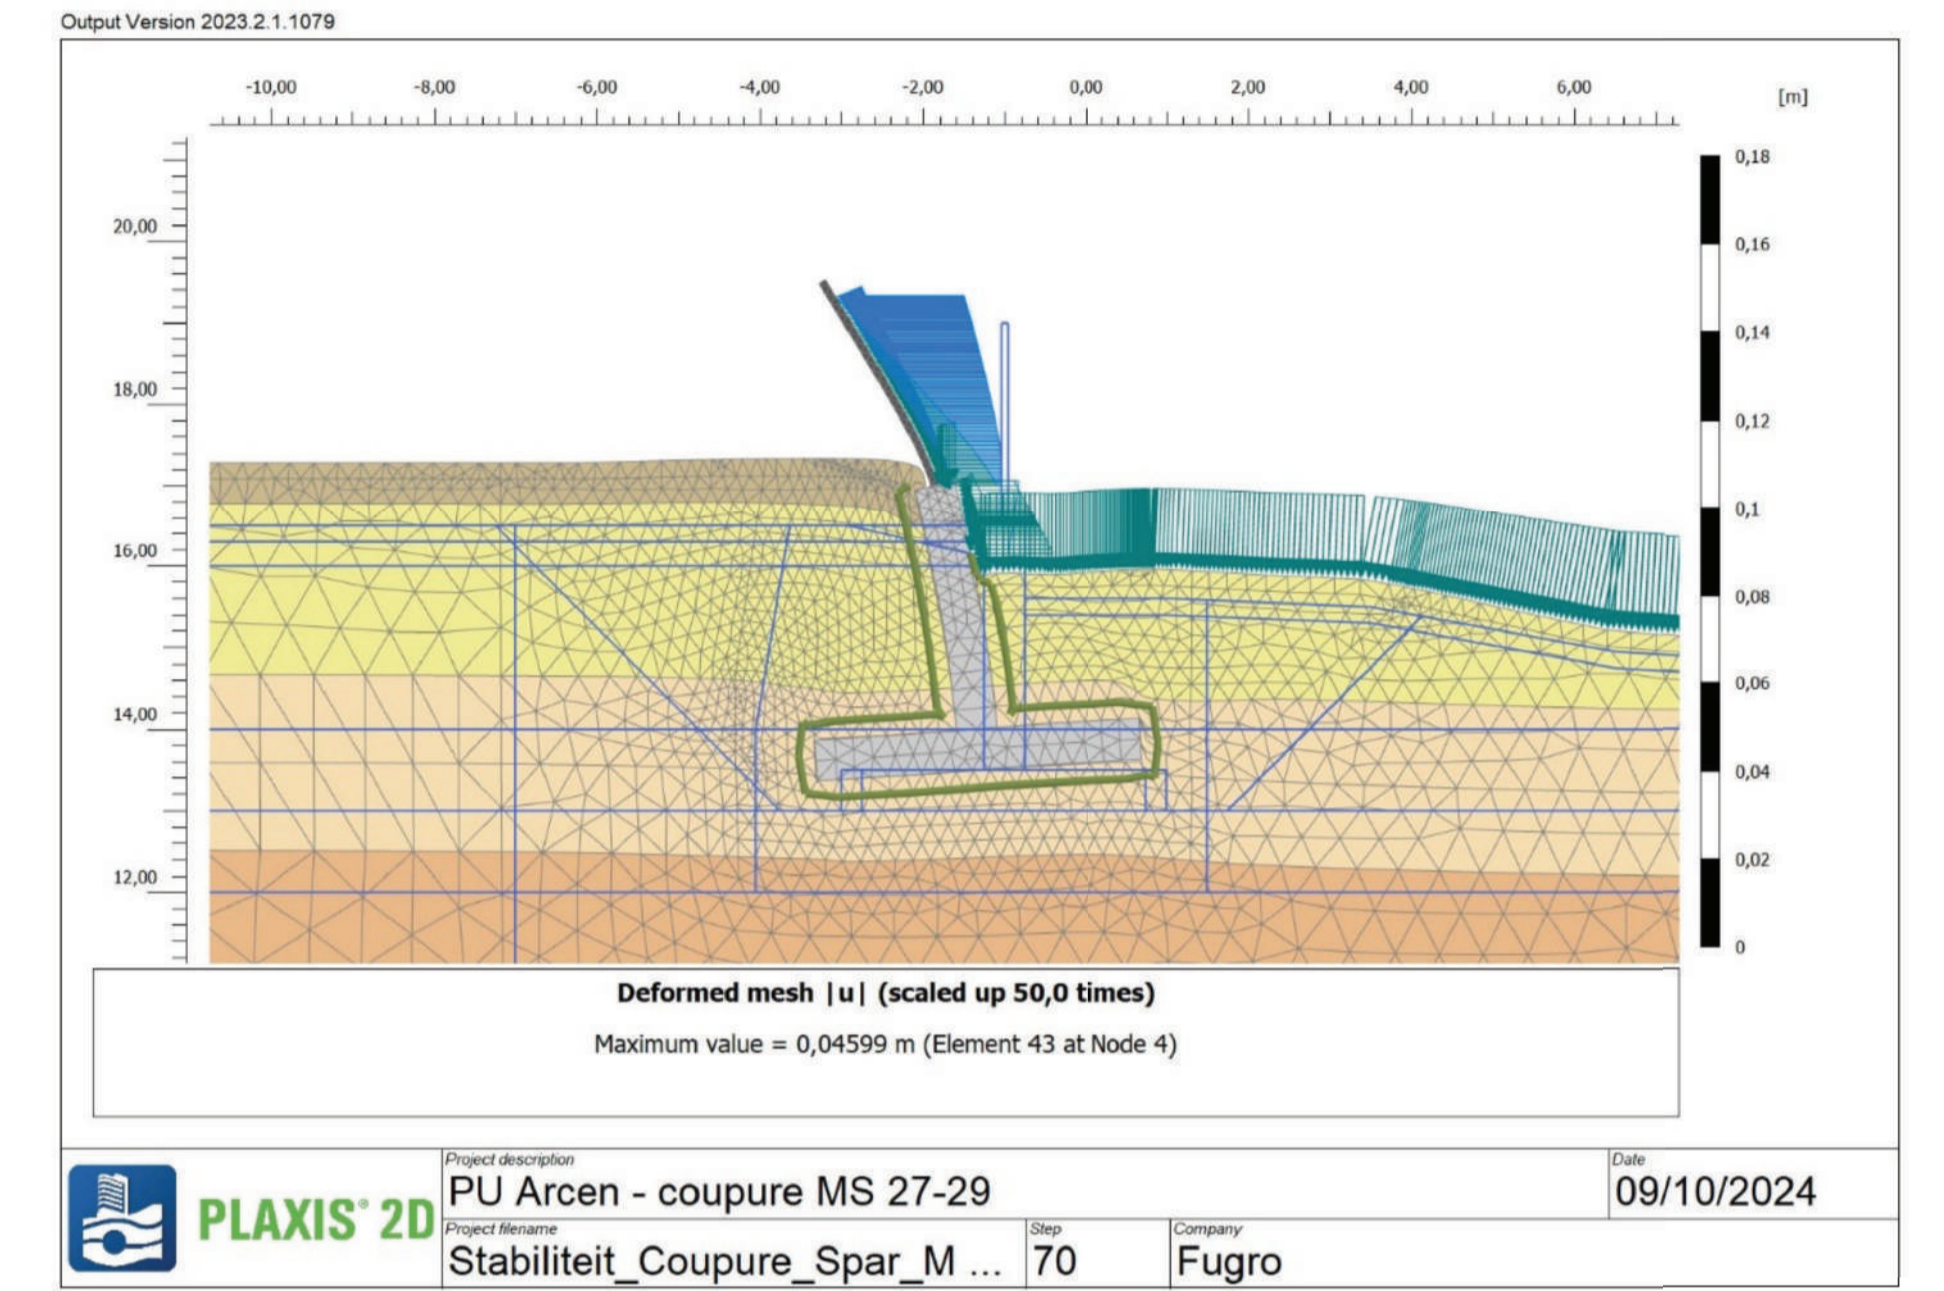 Output Version 2023.2.1.1079
-10,00 -8,00 -6,00 -4,00 -2,00 0,00 2,00 4,00 6,00
[m]
0,18
20,00
0,16
0,14
18,00
0,12
0,1
16,00
0,08
0,06
14,00
0,04
0,02
12,00
0
Deformed mesh |u| (scaled up 50,0 times)
Maximum value = 0,04599 m (Element 43 at Node 4)
PLAXIS® 2D
Project description
PU Arcen - coupure MS 27-29
Date
09/10/2024
Project filename
Stabiliteit_Coupure_Spar_M ...
Step
70
Company
Fugro